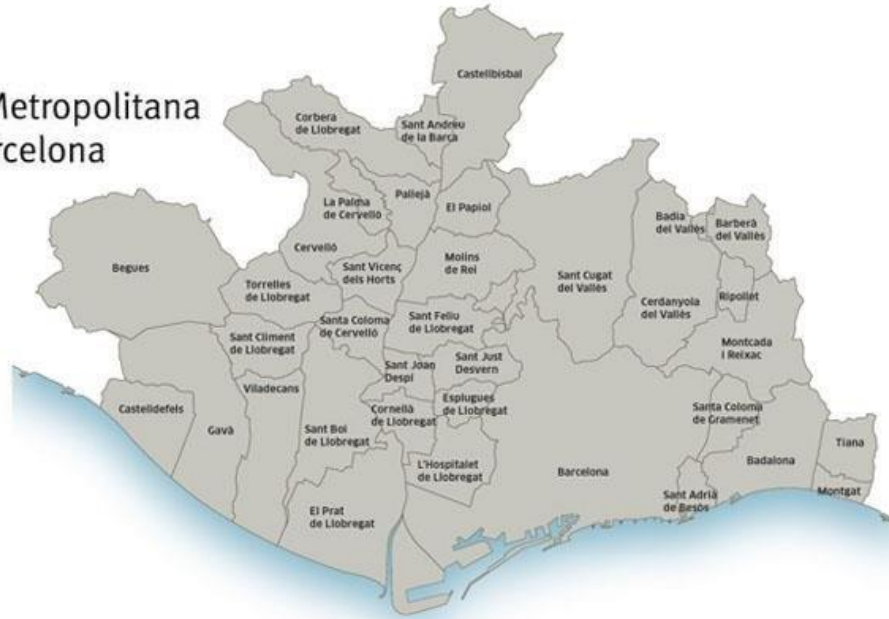 Metropolitana
rcelona
Castellbisbal
Corbera
de Llobregat
Sant Andreu
de la Barca
Pallejà
La Palma
de Cervelló
El Papiol
Badia
del Vallès
Barberà
del Vallès
Cervelló
Begues
Sant Vicenç
dels Horts
Molins
de Rei
Sant Cugat
del Vallès
Torrelles
de Llobregat
Cerdanyola
del Vallès
Ripollet
Santa Coloma
de Cervelló
Sant Feliu
de Llobregat
Sant Climent
de Llobregat
Montcada
i Reixac
Sant Joan
Despí
Sant Just
Desvern
Viladecans
Castelldefels
Gavà
Sant Boi
de Llobregat
Cornellà
de Llobregat
Esplugues
de Llobregat
Santa Coloma
de Gramenet
Tiana
Badalona
L'Hospitalet
de Llobregat
Barcelona
Montgat
Sant Adrià
de Besòs
El Prat
de Llobregat